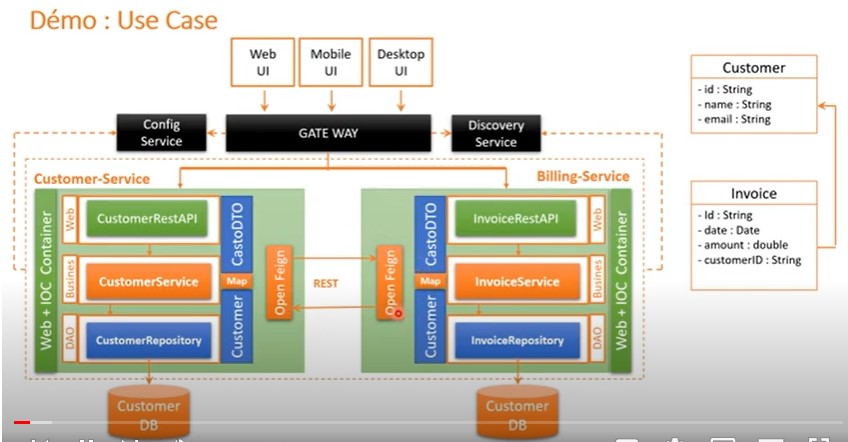 Démo : Use Case
Web
UI
Mobile
UI
Desktop
UI
Config
Service
GATE WAY
Discovery
Service
Customer-Service
Billing-Service
Web + IOC Container
Web
CustomerRestAPI
Busines
CustomerService
DAO
CustomerRepository
CastoDTO
Map
Customer
Open Feign
REST
Open Feign
CastoDTO
Map
Customer
InvoiceRestAPI
Web
InvoiceService
Busines
InvoiceRepository
DAO
Web + IOC Container
Customer
DB
Customer
DB
Customer
- id : String
- name : String
- email : String
Invoice
- Id : String
- date : Date
- amount : double
- customerID : String